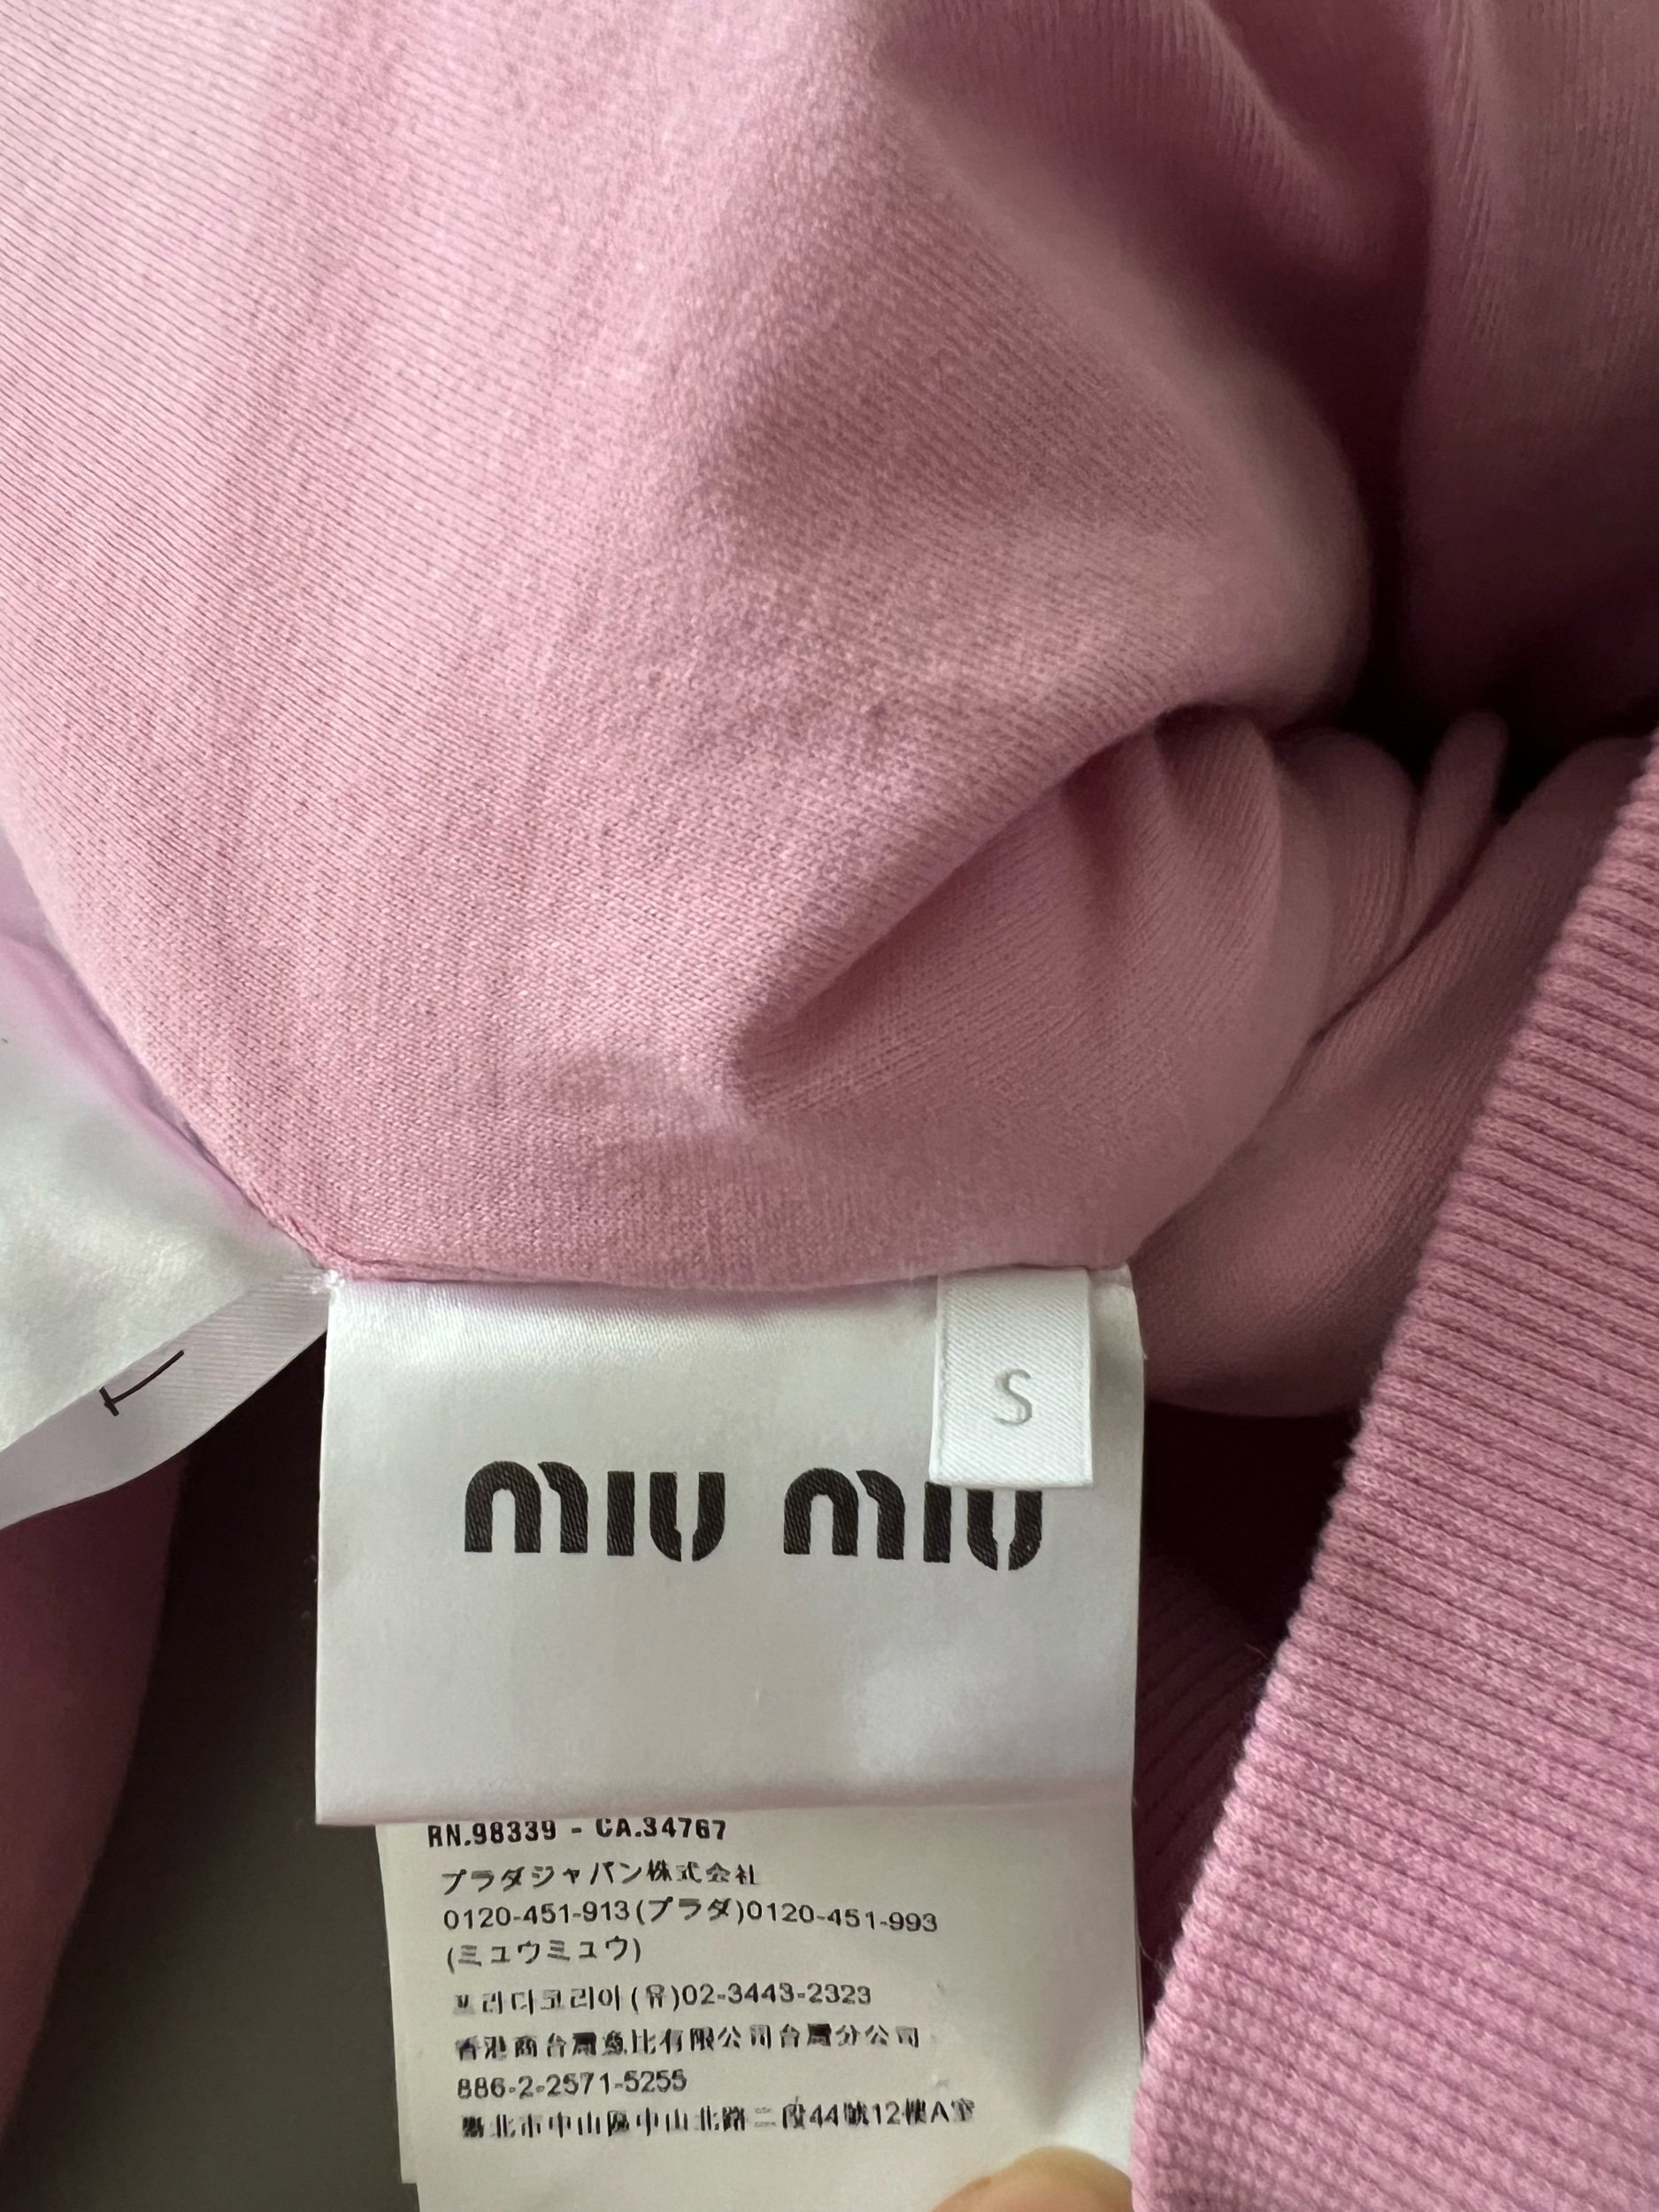 S
miu miu
RN.98339 - CA.34767
プラダジャパン株式会社
0120-451-913(プラダ)0120-451-993
(ミュウミュウ)
프라다코리아(유)02-3443-2323
香港商台灣魚比有限公司台灣分公司
886-2-2571-5255
臺北市中山區中山北路二段44號12樓A室